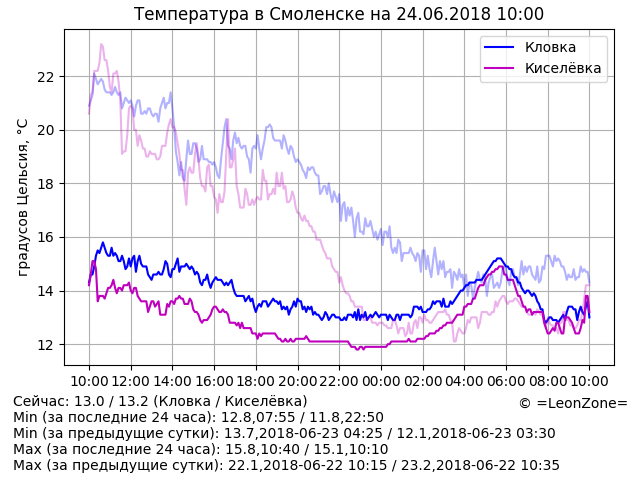 Температура в Смоленске на 24.06.2018 10:00
Кловка
Киселёвка
градусов Цельсия, °C
22
20
18
16
14
12
10:00 12:00 14:00 16:00 18:00 20:00 22:00 00:00 02:00 04:00 06:00 08:00 10:00
Сейчас: 13.0 / 13.2 (Кловка / Киселёвка)
© =LeonZone=
Min (за последние 24 часа): 12.8,07:55 / 11.8,22:50
Min (за предыдущие сутки): 13.7,2018-06-23 04:25 / 12.1,2018-06-23 03:30
Max (за последние 24 часа): 15.8,10:40 / 15.1,10:10
Max (за предыдущие сутки): 22.1,2018-06-22 10:15 / 23.2,2018-06-22 10:35